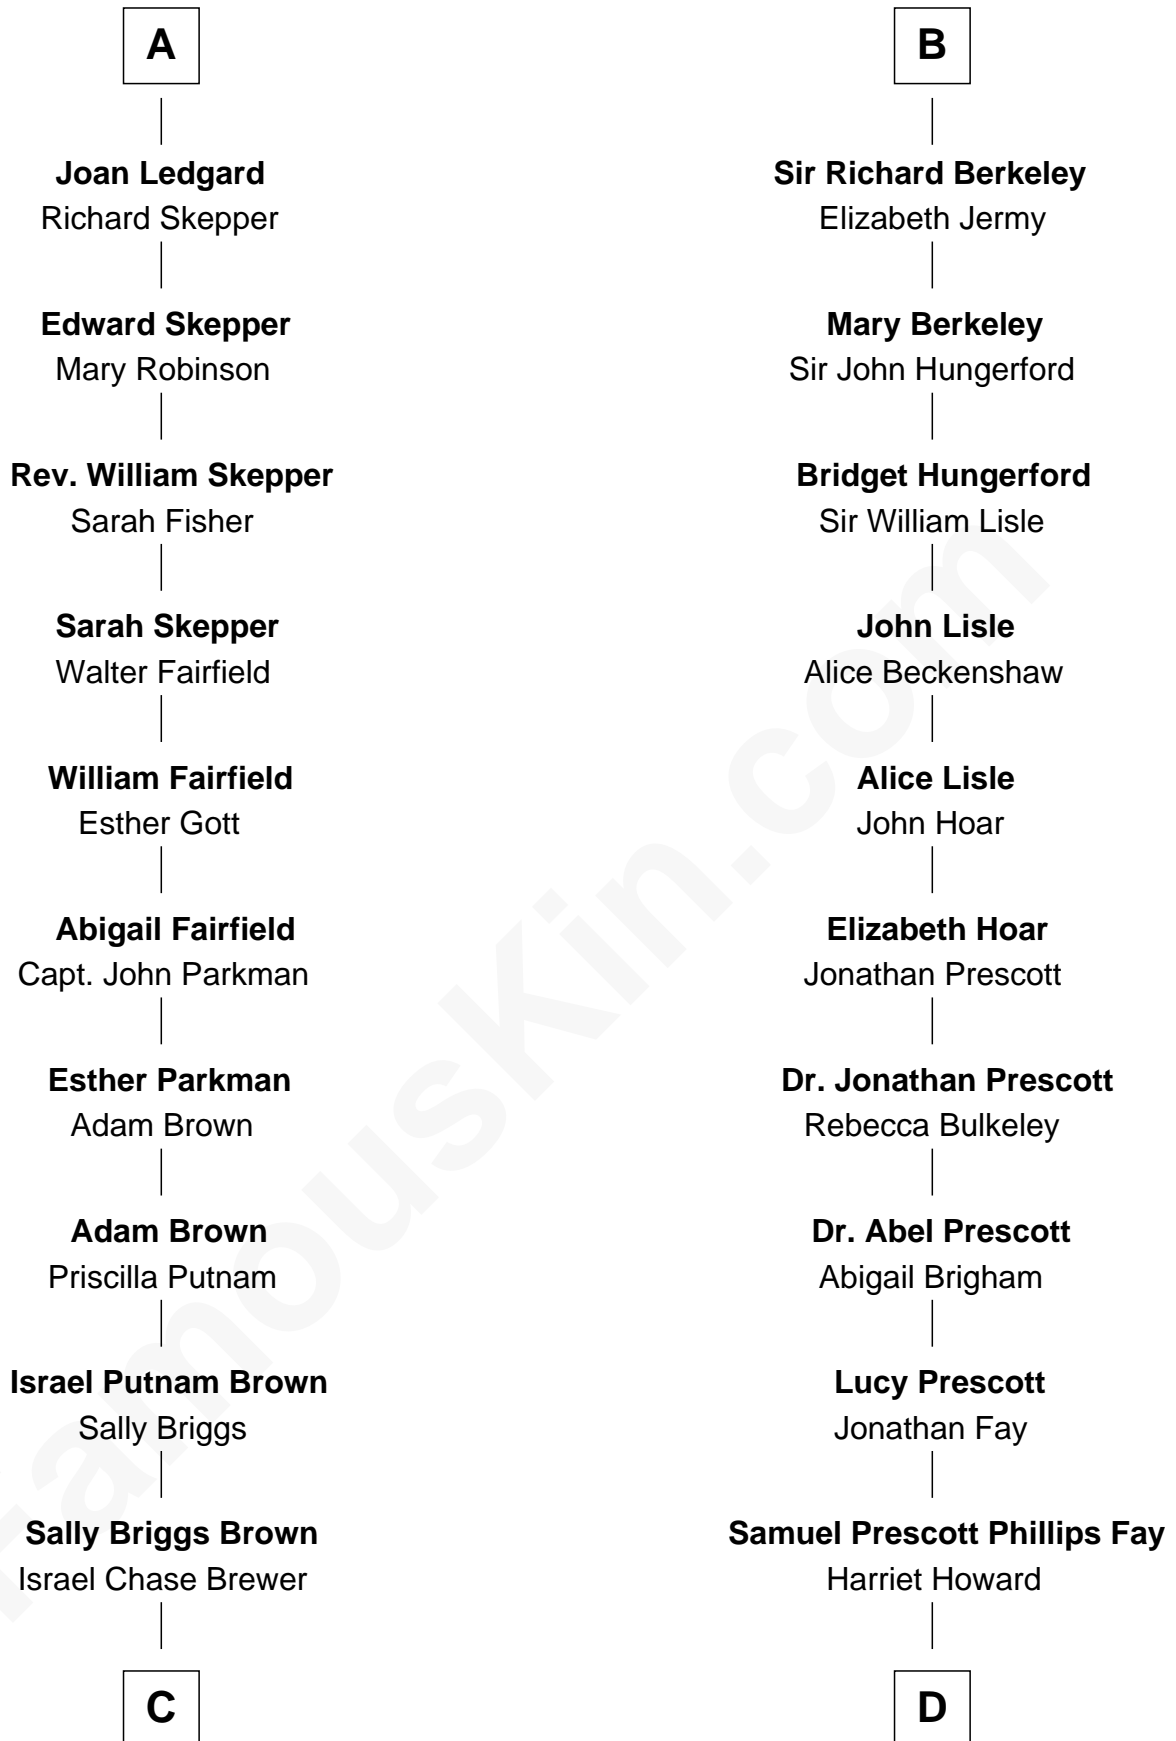 A
Joan Ledgard
Richard Skepper
Edward Skepper
Mary Robinson
Rev. William Skepper
Sarah Fisher
Sarah Skepper
Walter Fairfield
William Fairfield
Esther Gott
Abigail Fairfield
Capt. John Parkman
Esther Parkman
Adam Brown
Adam Brown
Priscilla Putnam
Israel Putnam Brown
Sally Briggs
Sally Briggs Brown
Israel Chase Brewer
C
B
Sir Richard Berkeley
Elizabeth Jermy
Mary Berkeley
Sir John Hungerford
Bridget Hungerford
Sir William Lisle
John Lisle
Alice Beckenshaw
Alice Lisle
John Hoar
Elizabeth Hoar
Jonathan Prescott
Dr. Jonathan Prescott
Rebecca Bulkeley
Dr. Abel Prescott
Abigail Brigham
Lucy Prescott
Jonathan Fay
Samuel Prescott Phillips Fay
Harriet Howard
D
FamousKin.com